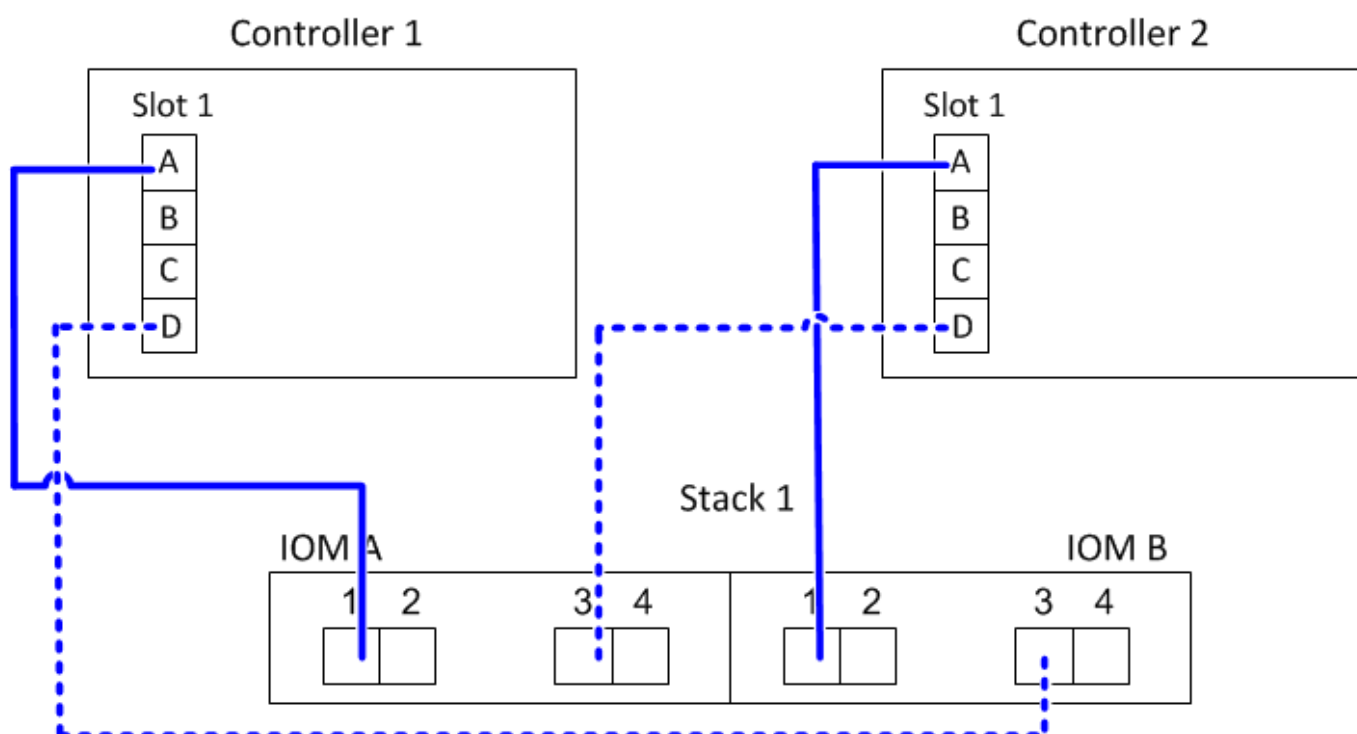 Controller 1
Controller 2
Slot 1
A
B
C
D
Slot 1
A
B
C
D
Stack 1
IOM A
IOM B
1 2 3 4 1 2 3 4